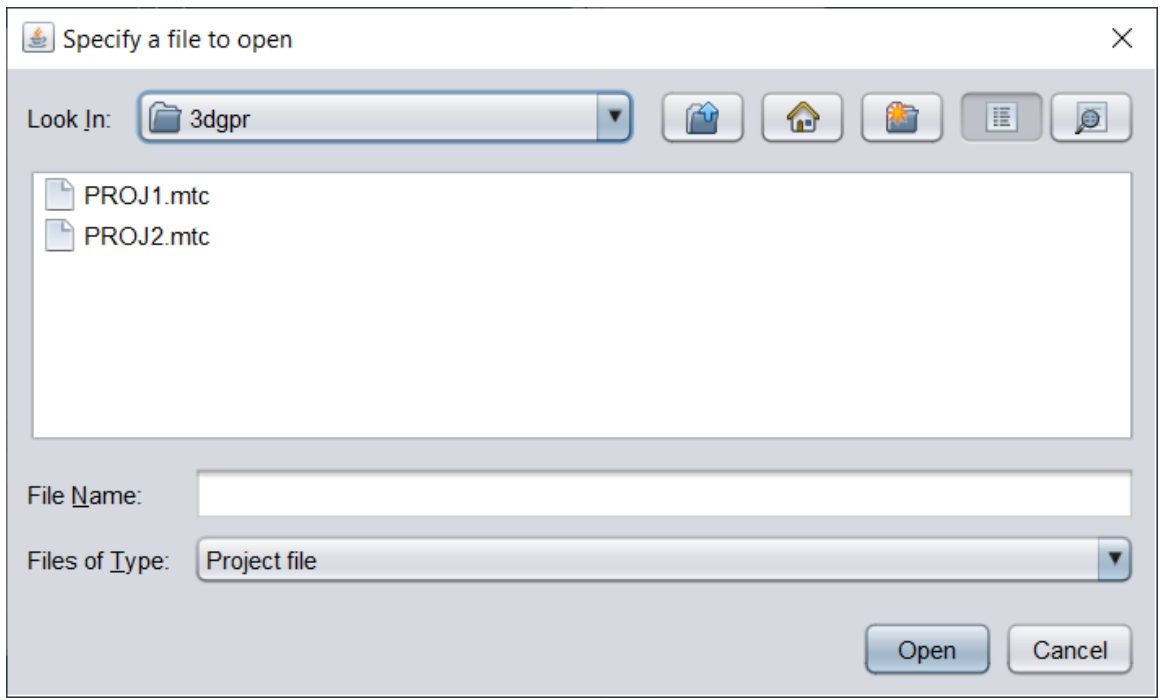 Specify a file to open
Look In: 3dgpr
PROJ1.mtc
PROJ2.mtc
File Name:
Files of Type: Project file
Open Cancel